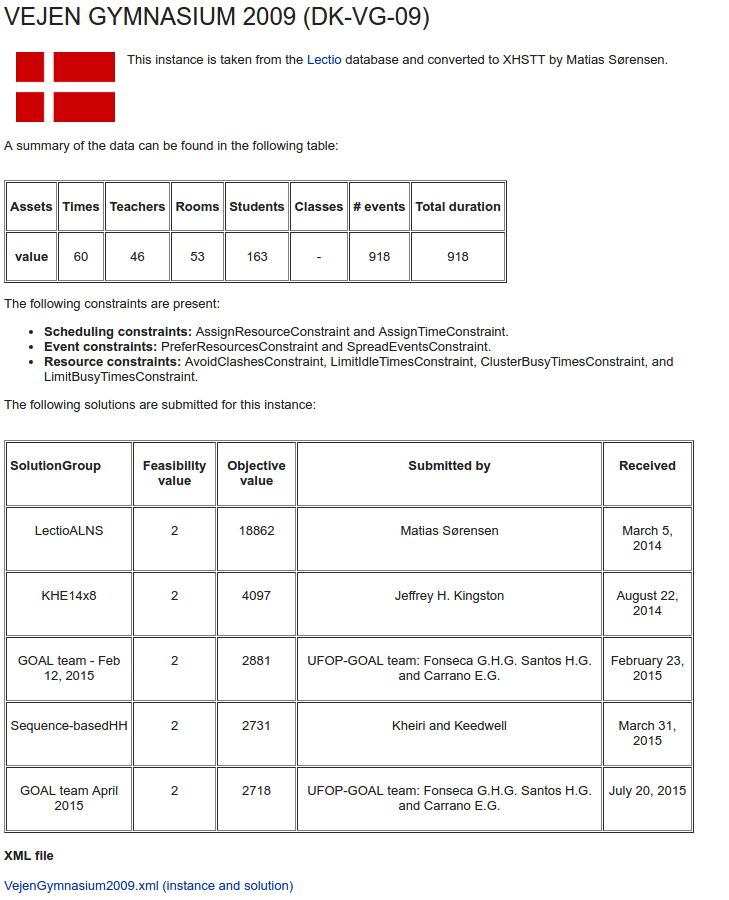 VEJEN GYMNASIUM 2009 (DK-VG-09)
This instance is taken from the Lectio database and converted to XHSTT by Matias Sørensen.
A summary of the data can be found in the following table:
Assets Times Teachers Rooms Students Classes # events Total duration
value 60 46 53 163 - 918 918
The following constraints are present:
• Scheduling constraints: AssignResourceConstraint and AssignTimeConstraint.
• Event constraints: PreferResourcesConstraint and SpreadEventsConstraint.
• Resource constraints: AvoidClashesConstraint, LimitIdleTimesConstraint, ClusterBusyTimesConstraint, and
LimitBusyTimesConstraint.
The following solutions are submitted for this instance:
SolutionGroup Feasibility value Objective value Submitted by Received
LectioALNS 2 18862 Matias Sørensen March 5, 2014
KHE14x8 2 4097 Jeffrey H. Kingston August 22, 2014
GOAL team - Feb 12, 2015 2 2881 UFOP-GOAL team: Fonseca G.H.G. Santos H.G. and Carrano E.G. February 23, 2015
Sequence-basedHH 2 2731 Kheiri and Keedwell March 31, 2015
GOAL team April 2015 2 2718 UFOP-GOAL team: Fonseca G.H.G. Santos H.G. and Carrano E.G. July 20, 2015
XML file
VejenGymnasium2009.xml (instance and solution)